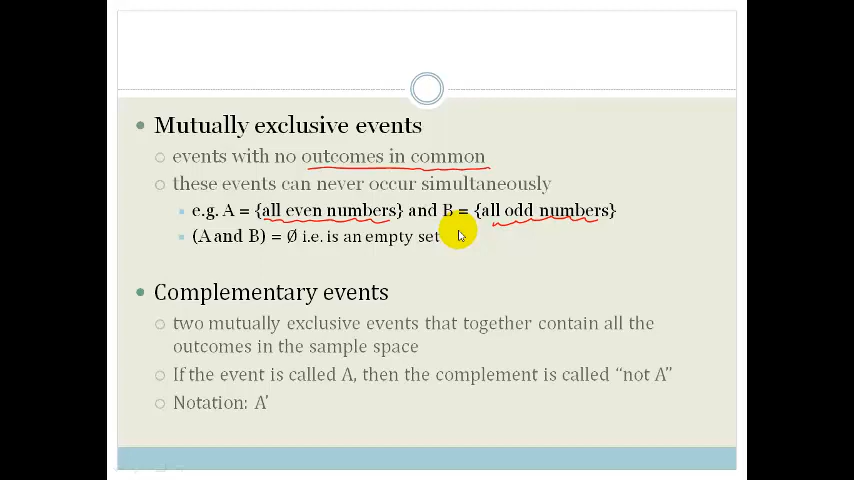 Mutually exclusive events
events with no outcomes in common
these events can never occur simultaneously
e.g. A = {all even numbers} and B = {all odd numbers}
(A and B) = Ø i.e. is an empty set
Complementary events
two mutually exclusive events that together contain all the
outcomes in the sample space
If the event is called A, then the complement is called “not A”
Notation: A’